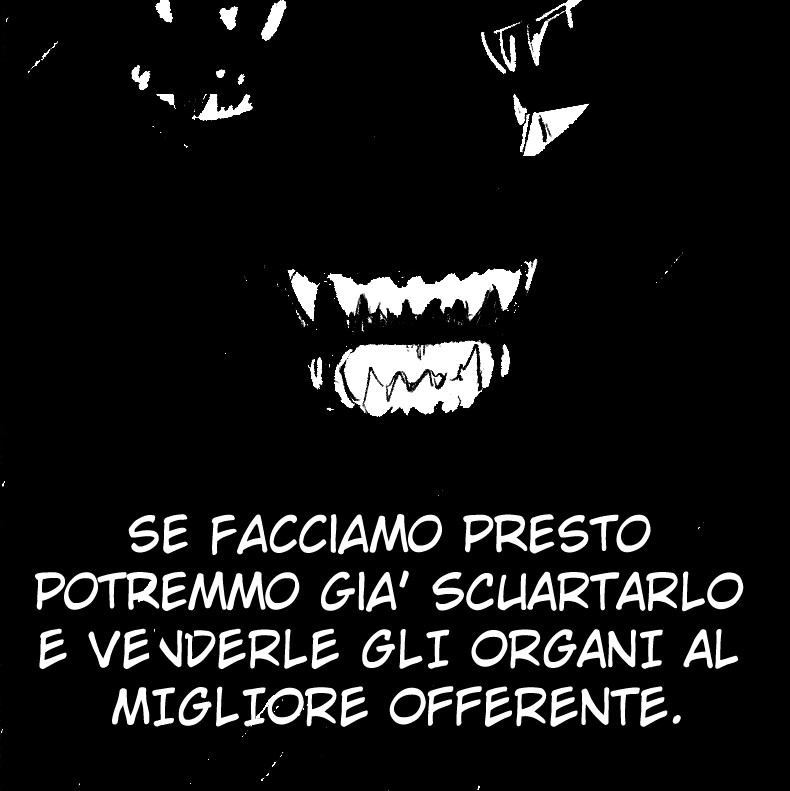 SE FACCIAMO PRESTO
POTREMMO GIA' SCUARTARLO
E VENDERLE GLI ORGANI AL
MIGLIORE OFFERENTE.